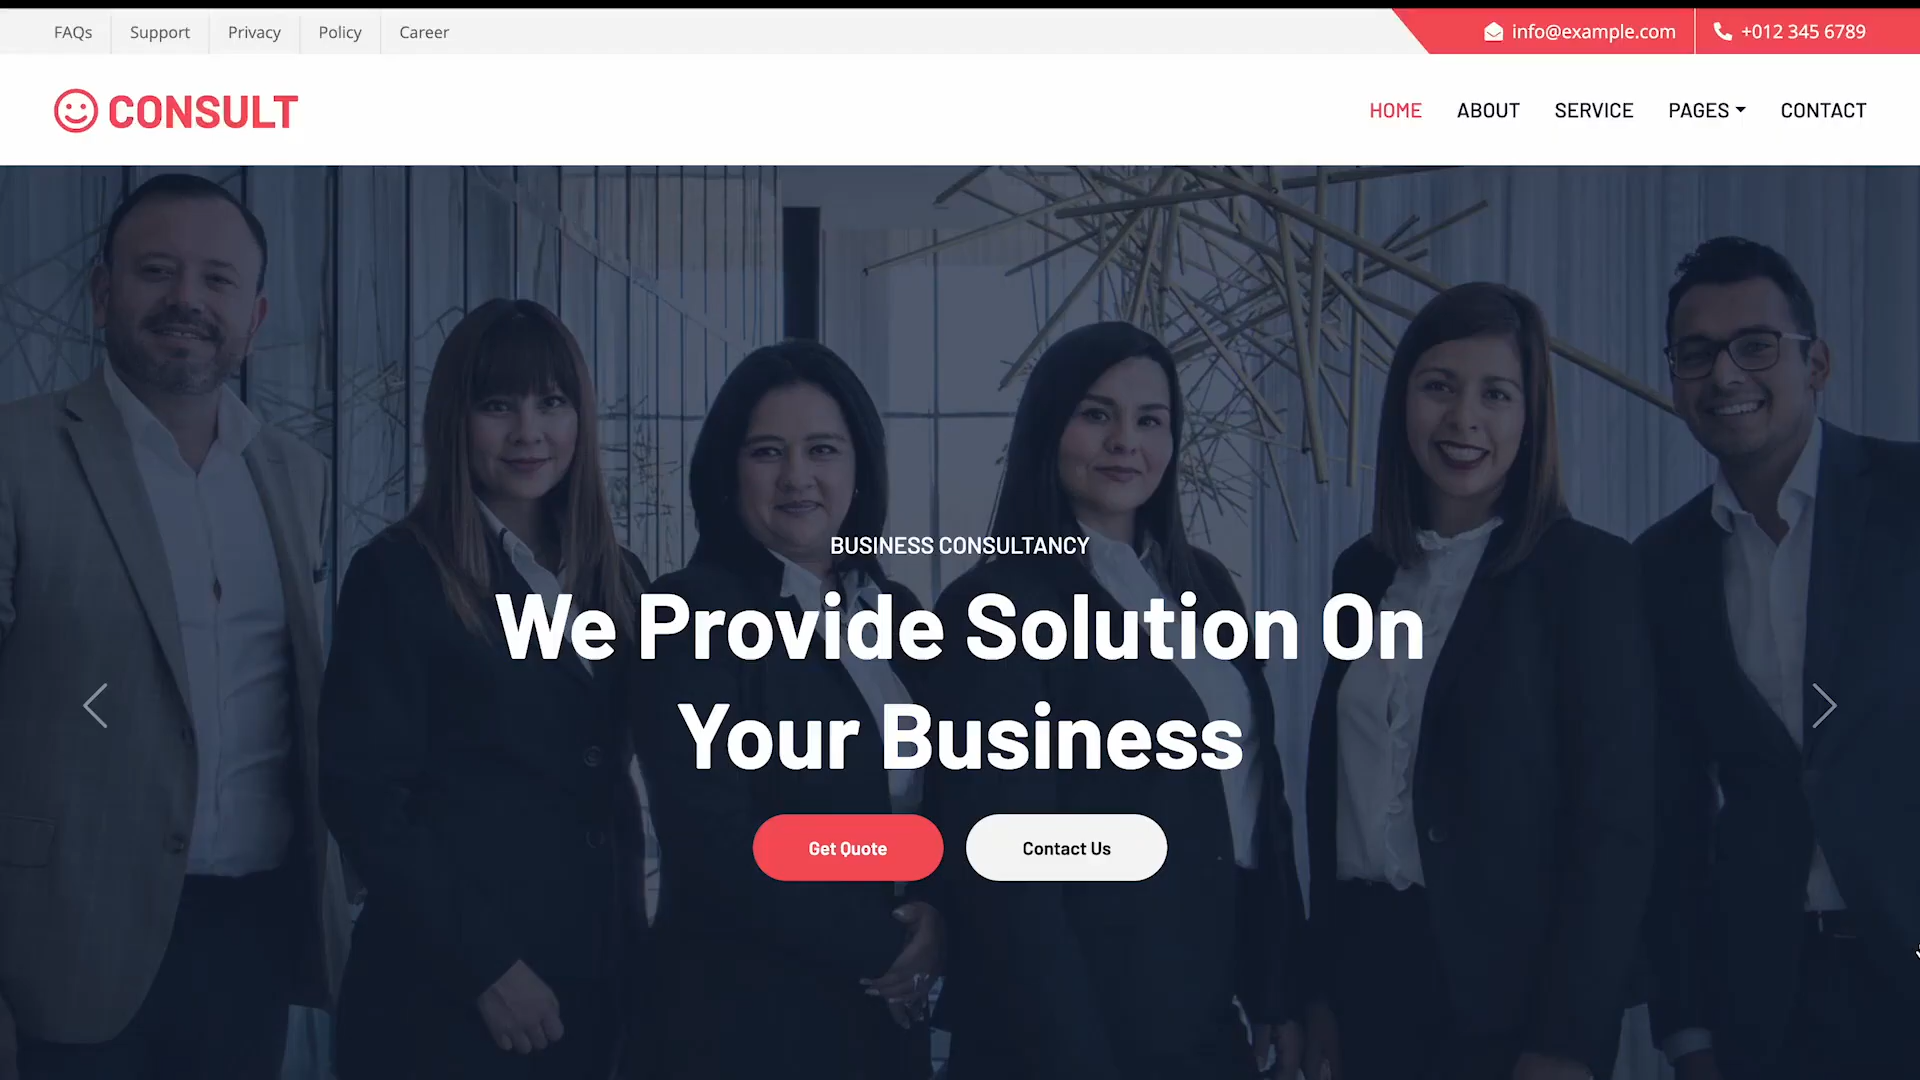 FAQs Support Privacy Policy Career info@example.com +012 345 6789
CONSULT HOME ABOUT SERVICE PAGES CONTACT
BUSINESS CONSULTANCY
We Provide Solution On
Your Business
Get Quote Contact Us